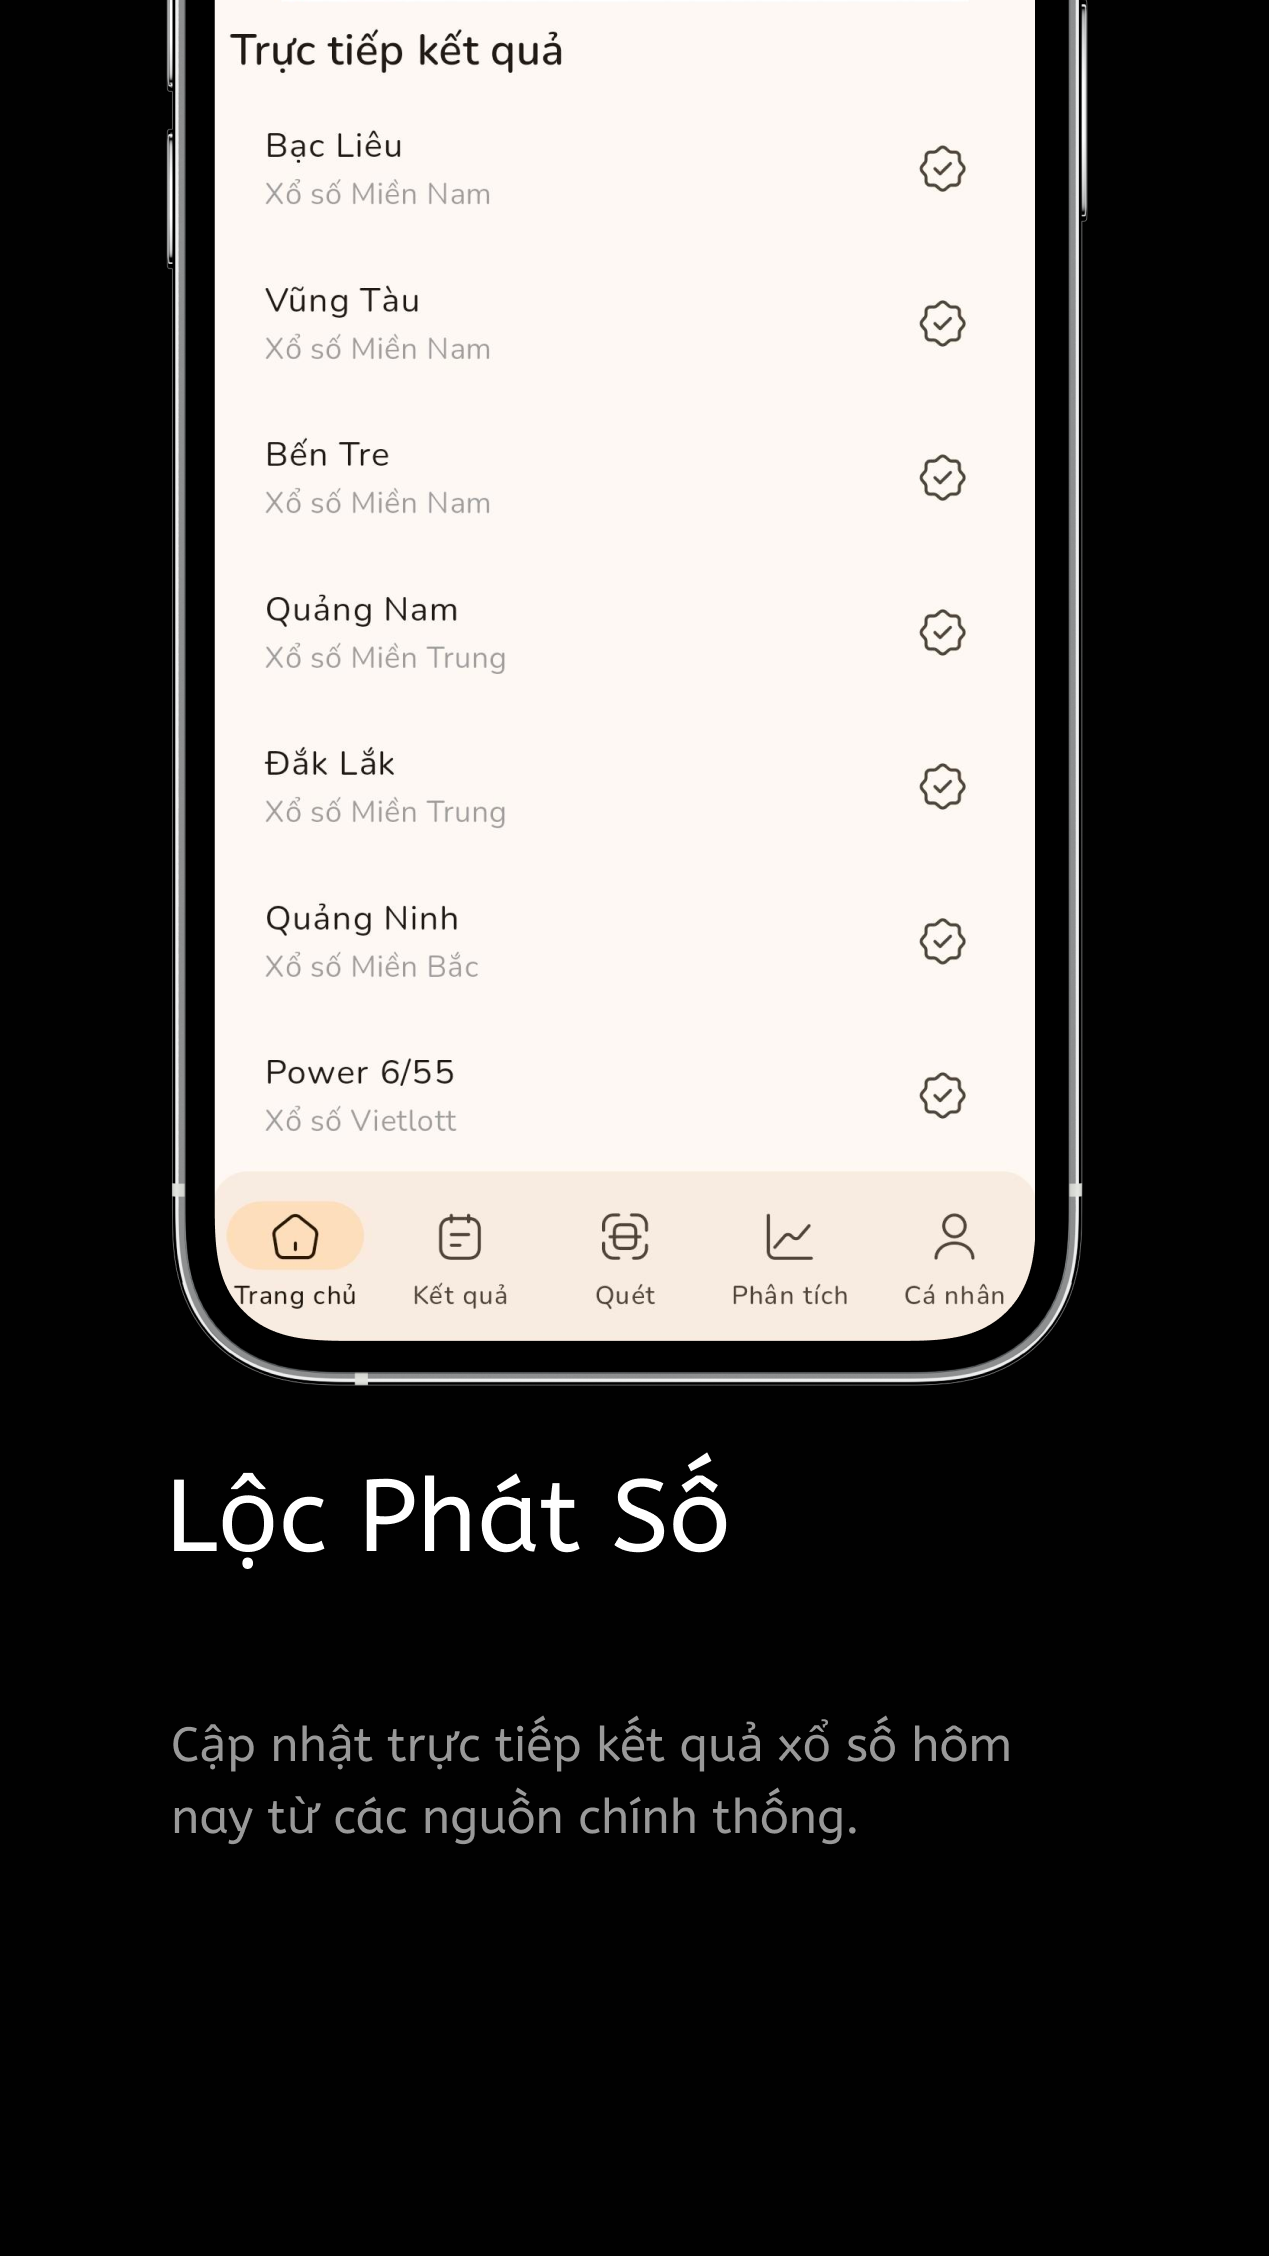 Trực tiếp kết quả
Bạc Liêu
Xổ số Miền Nam
Vũng Tàu
Xổ số Miền Nam
Bến Tre
Xổ số Miền Nam
Quảng Nam
Xổ số Miền Trung
Đắk Lắk
Xổ số Miền Trung
Quảng Ninh
Xổ số Miền Bắc
Power 6/55
Xổ số Vietlott
Trang chủ Kết quả Quét Phân tích Cá nhân
Lộc Phát Số
Cập nhật trực tiếp kết quả xổ số hôm
nay từ các nguồn chính thống.